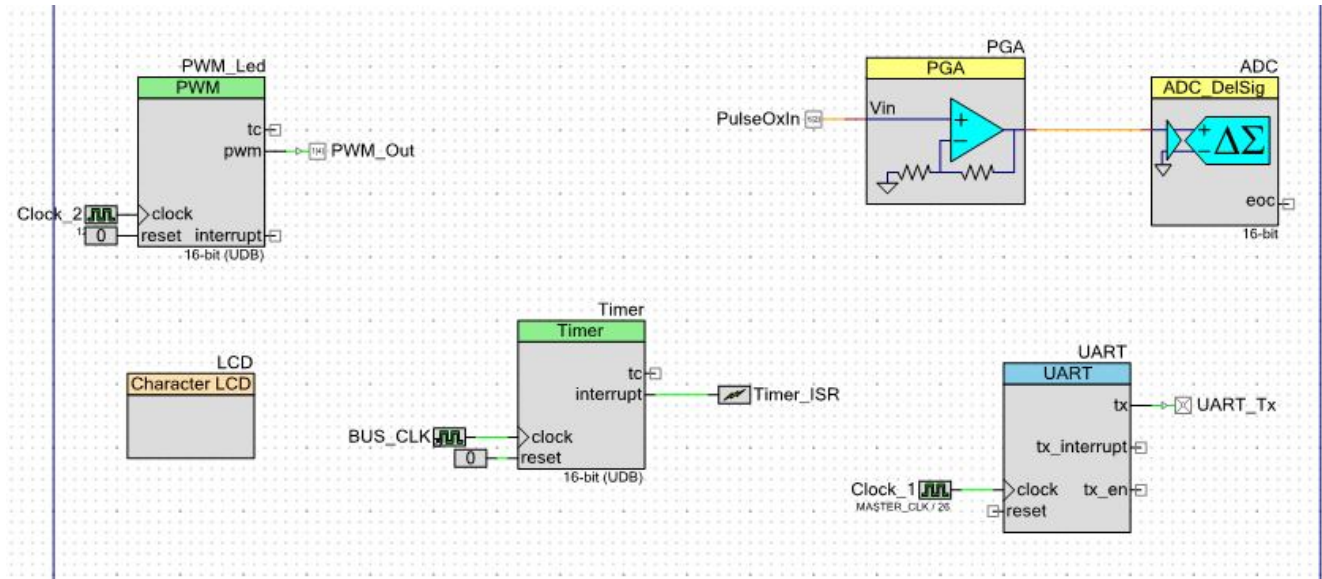 PWM_Led
PWM
tc
pwm
PWM_Out
Clock_2
clock
0
reset
interrupt
16-bit (UDB)
PGA
PGA
PulseOxIn
Vin
ADC
ADC_DelSig
ΔΣ
eoc
16-bit
LCD
Character LCD
Timer
Timer
tc
interrupt
Timer_ISR
BUS_CLK
clock
0
reset
16-bit (UDB)
UART
UART
tx
UART_Tx
tx_interrupt
Clock_1
MASTER_CLK / 26
clock
tx_en
reset